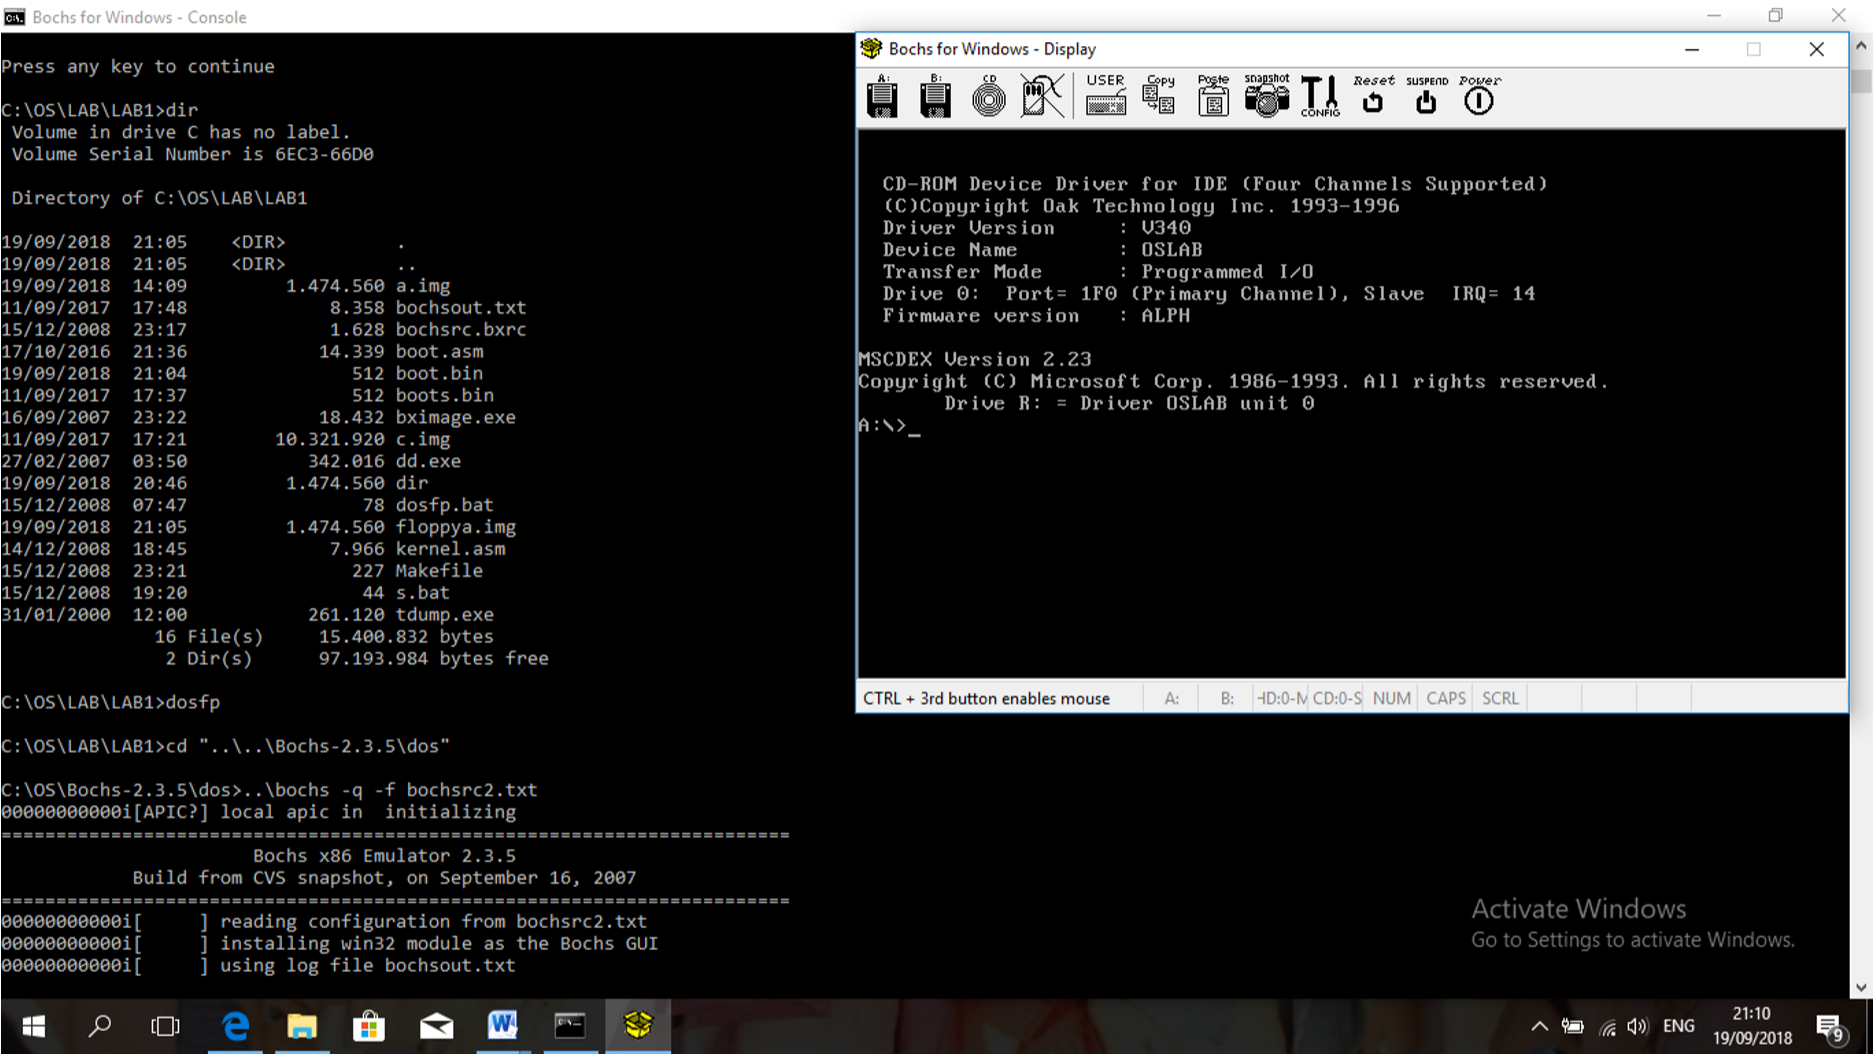 Bochs for Windows - Console
Press any key to continue
C:\OS\LAB\LAB1>dir
Volume in drive C has no label.
Volume Serial Number is 6EC3-66D0
Directory of C:\OS\LAB\LAB1
19/09/2018  21:05    <DIR>          .
19/09/2018  21:05    <DIR>          ..
19/09/2018  14:09         1.474.560 a.img
11/09/2017  17:48             8.358 bochsout.txt
15/12/2008  23:17             1.628 bochsrc.bxrc
17/10/2016  21:36            14.339 boot.asm
19/09/2018  21:04               512 boot.bin
11/09/2017  17:37               512 boots.bin
16/09/2007  23:22            18.432 bximage.exe
11/09/2017  17:21        10.321.920 c.img
27/02/2007  03:50           342.016 dd.exe
19/09/2018  20:46         1.474.560 dir
15/12/2008  07:47                78 dosfp.bat
19/09/2018  21:05         1.474.560 floppya.img
14/12/2008  18:45             7.966 kernel.asm
15/12/2008  23:21               227 Makefile
15/12/2008  19:20                44 s.bat
31/01/2000  12:00           261.120 tdump.exe
16 File(s)     15.400.832 bytes
2 Dir(s)      97.193.984 bytes free
C:\OS\LAB\LAB1>dosfp
C:\OS\LAB\LAB1>cd "..\..\Bochs-2.3.5\dos"
C:\OS\Bochs-2.3.5\dos>..\bochs -q -f bochsrc2.txt
00000000000i[APIC?] local apic in  initializing
========================================================================
Bochs x86 Emulator 2.3.5
Build from CVS snapshot, on September 16, 2007
========================================================================
00000000000i[     ] reading configuration from bochsrc2.txt
00000000000i[     ] installing win32 module as the Bochs GUI
00000000000i[     ] using log file bochsout.txt
Bochs for Windows - Display
A: B: CD USER Copy Paste snapshot CONFIG Reset SUSPEND Power
CD-ROM Device Driver for IDE (Four Channels Supported)
(C)Copyright Oak Technology Inc. 1993-1996
Driver Version     : V340
Device Name        : OSLAB
Transfer Mode      : Programmed I/O
Drive 0:  Port= 1F0 (Primary Channel), Slave  IRQ= 14
Firmware version   : ALPH
MSCDEX Version 2.23
Copyright (C) Microsoft Corp. 1986-1993. All rights reserved.
Drive R: = Driver OSLAB unit 0
A:\>_
CTRL + 3rd button enables mouse A: B: HD:0-M CD:0-S NUM CAPS SCRL
Activate Windows
Go to Settings to activate Windows.
ENG
21:10
19/09/2018
9